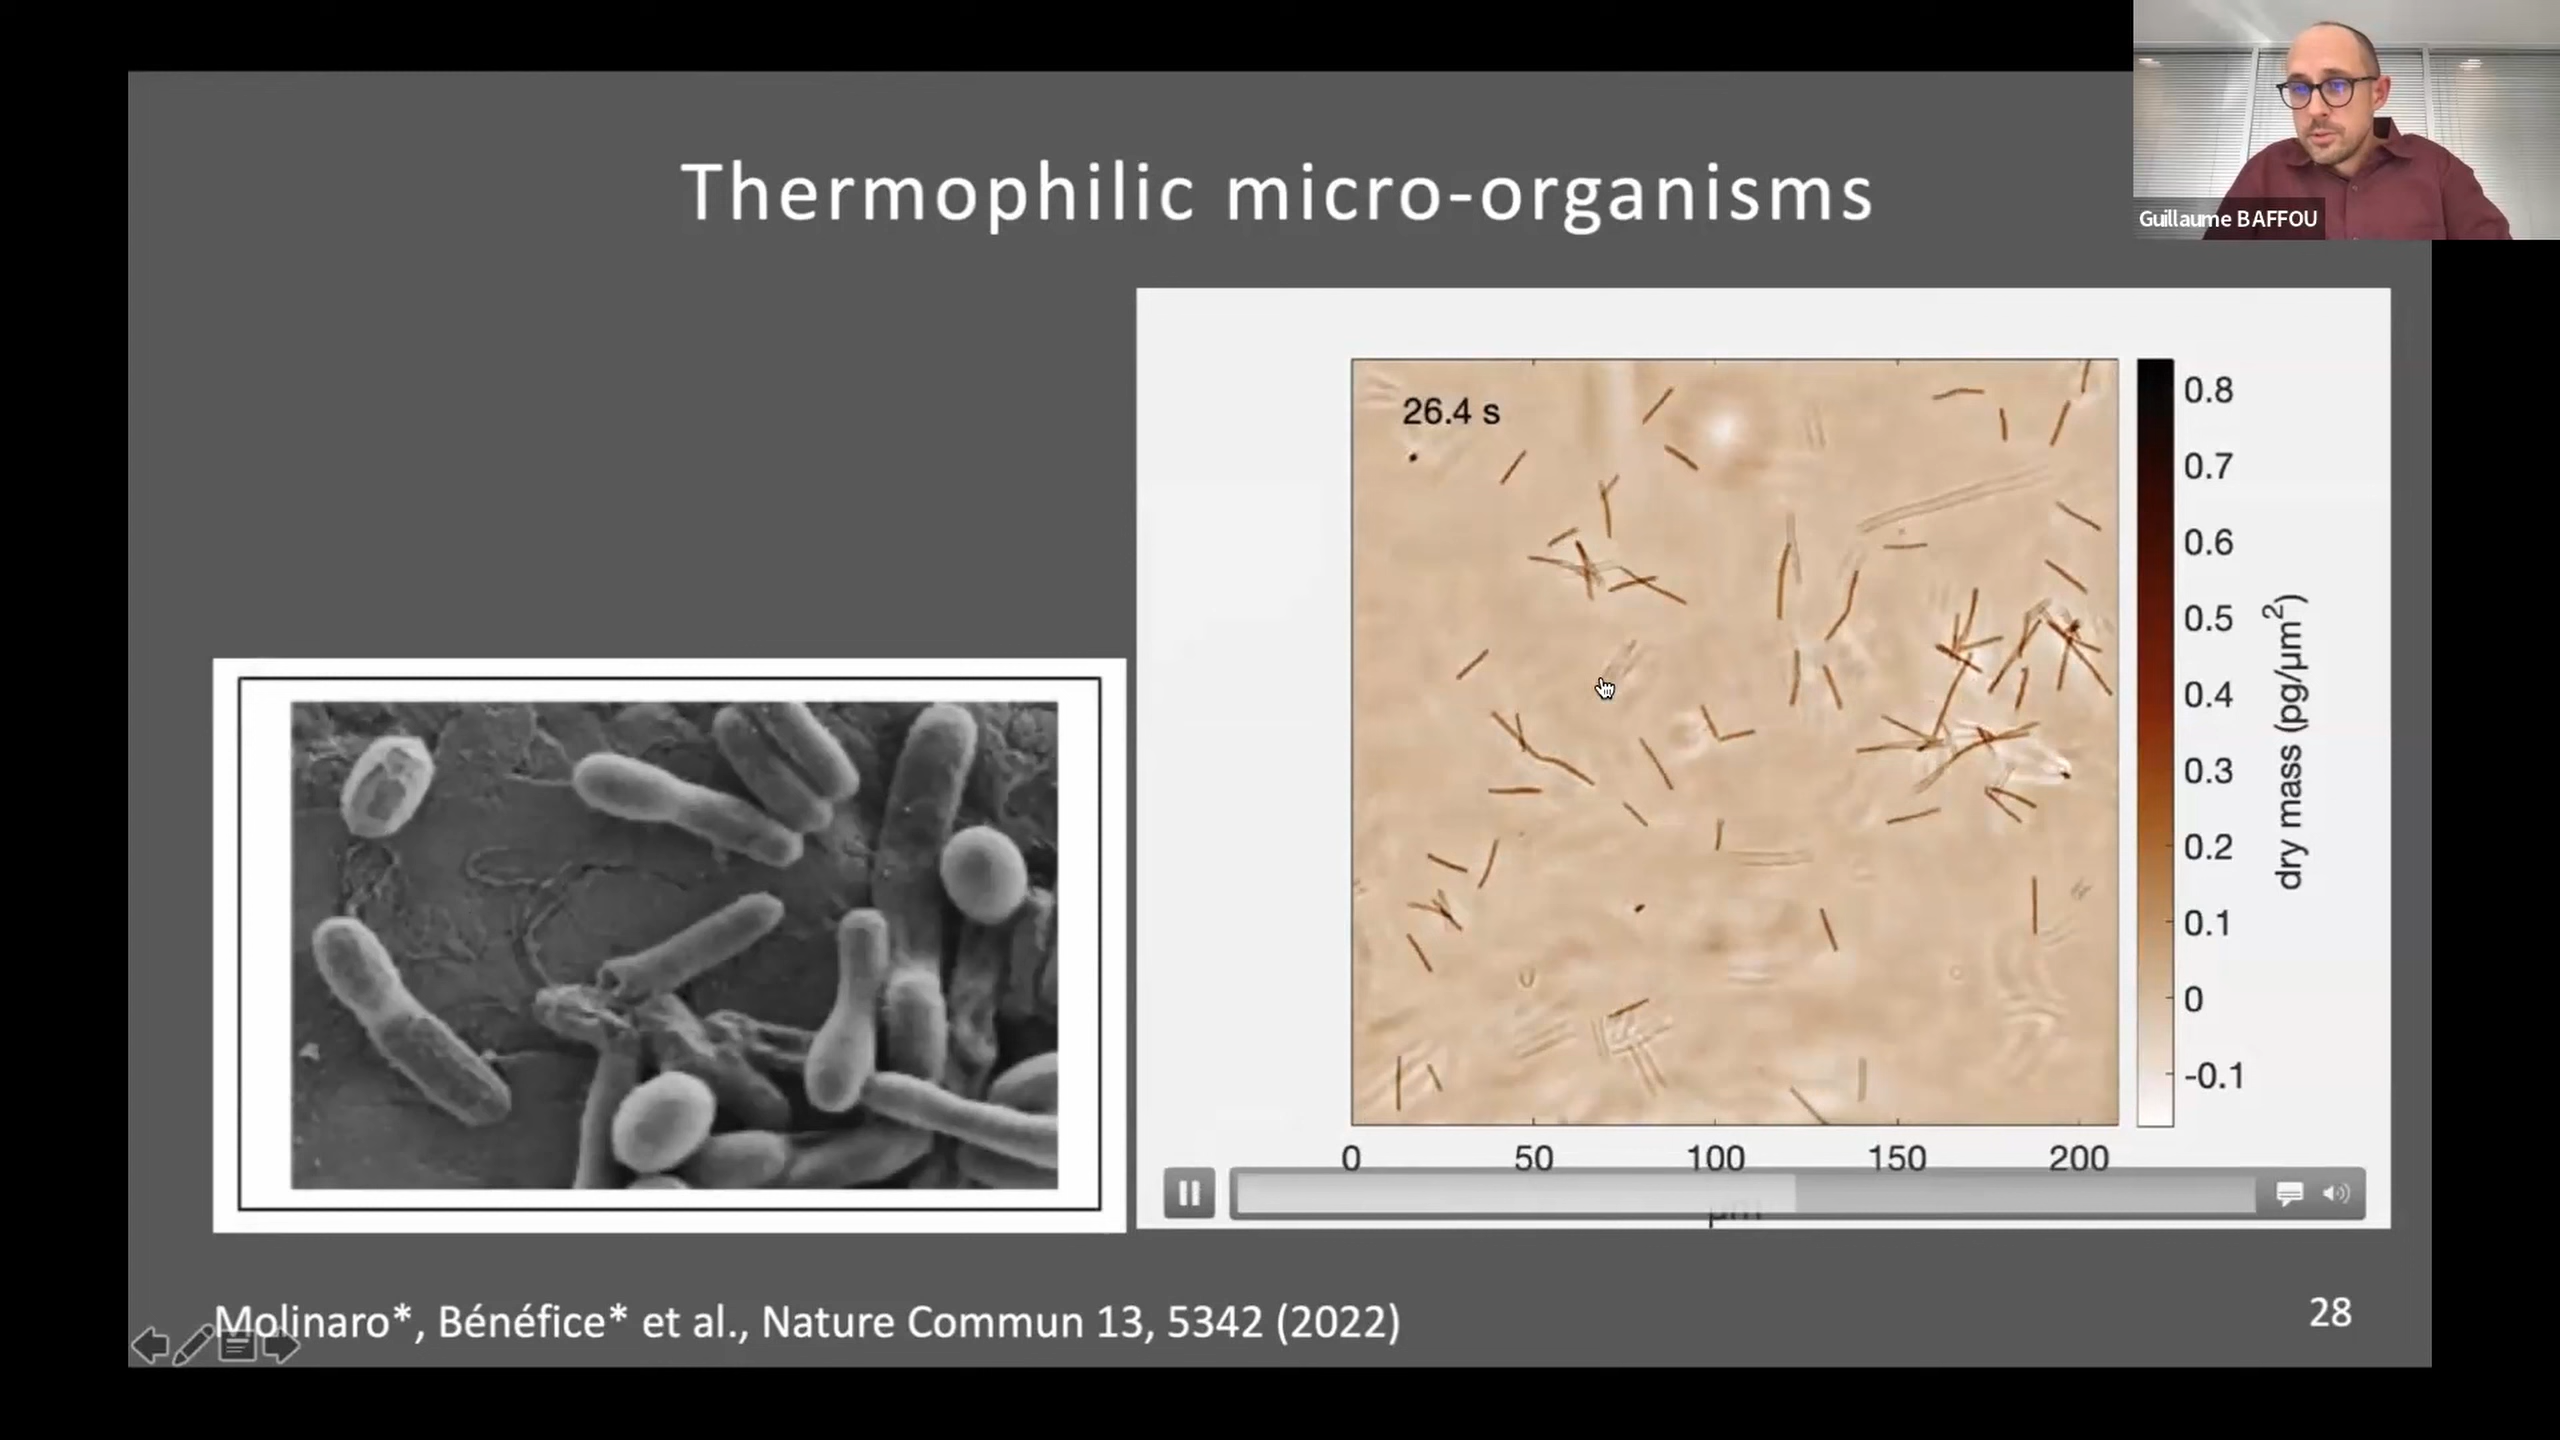 Thermophilic micro-organisms
Guillaume BAFFOU
26.4 s
0.8
0.7
0.6
0.5
0.4
0.3
0.2
0.1
0
-0.1
dry mass (pg/µm²)
0 50 100 150 200
µm
Molinaro*, Bénéfice* et al., Nature Commun 13, 5342 (2022)
28